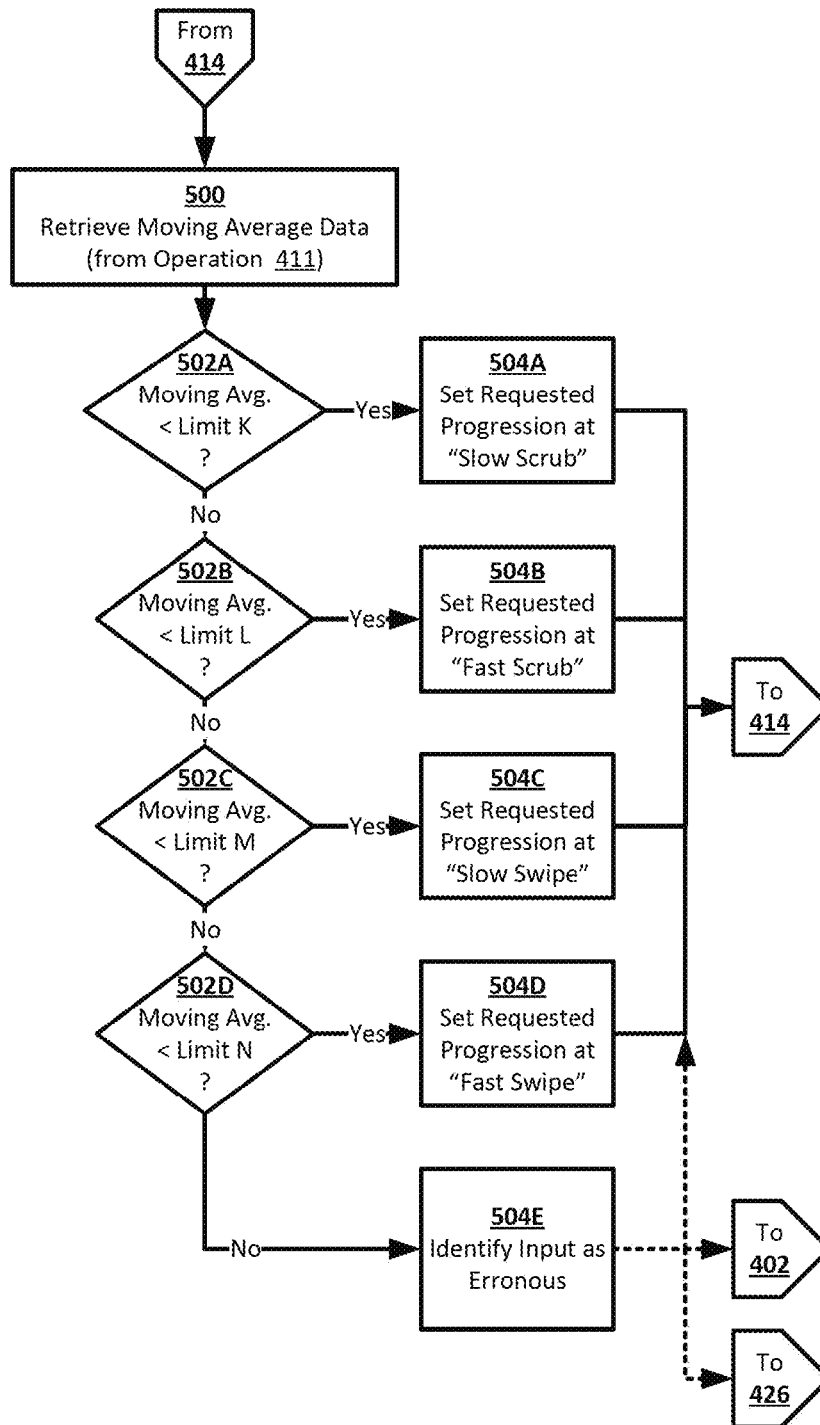 From
414
500
Retrieve Moving Average Data
(from Operation 411)
502A
Moving Avg.
< Limit K
?
Yes
504A
Set Requested
Progression at
“Slow Scrub”
No
502B
Moving Avg.
< Limit L
?
Yes
504B
Set Requested
Progression at
“Fast Scrub”
To
414
No
502C
Moving Avg.
< Limit M
?
Yes
504C
Set Requested
Progression at
“Slow Swipe”
No
502D
Moving Avg.
< Limit N
?
Yes
504D
Set Requested
Progression at
“Fast Swipe”
No
504E
Identify Input as
Erronous
To
402
To
426